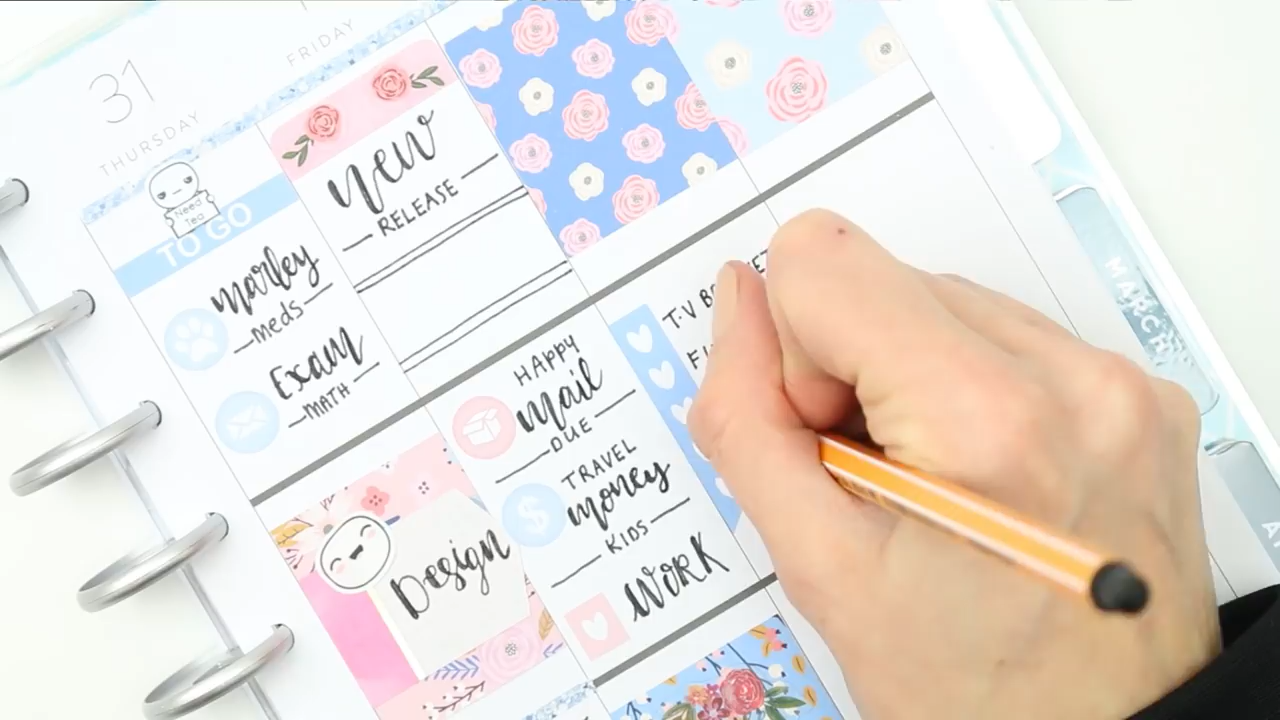 31
THURSDAY
FRIDAY
Need
Tea
TO GO
Marley
MEDS
Exam
MATH
new
RELEASE
Design
HAPPY
Mail
DUE
TRAVEL
money
KIDS
WORK
T.V
MARCH